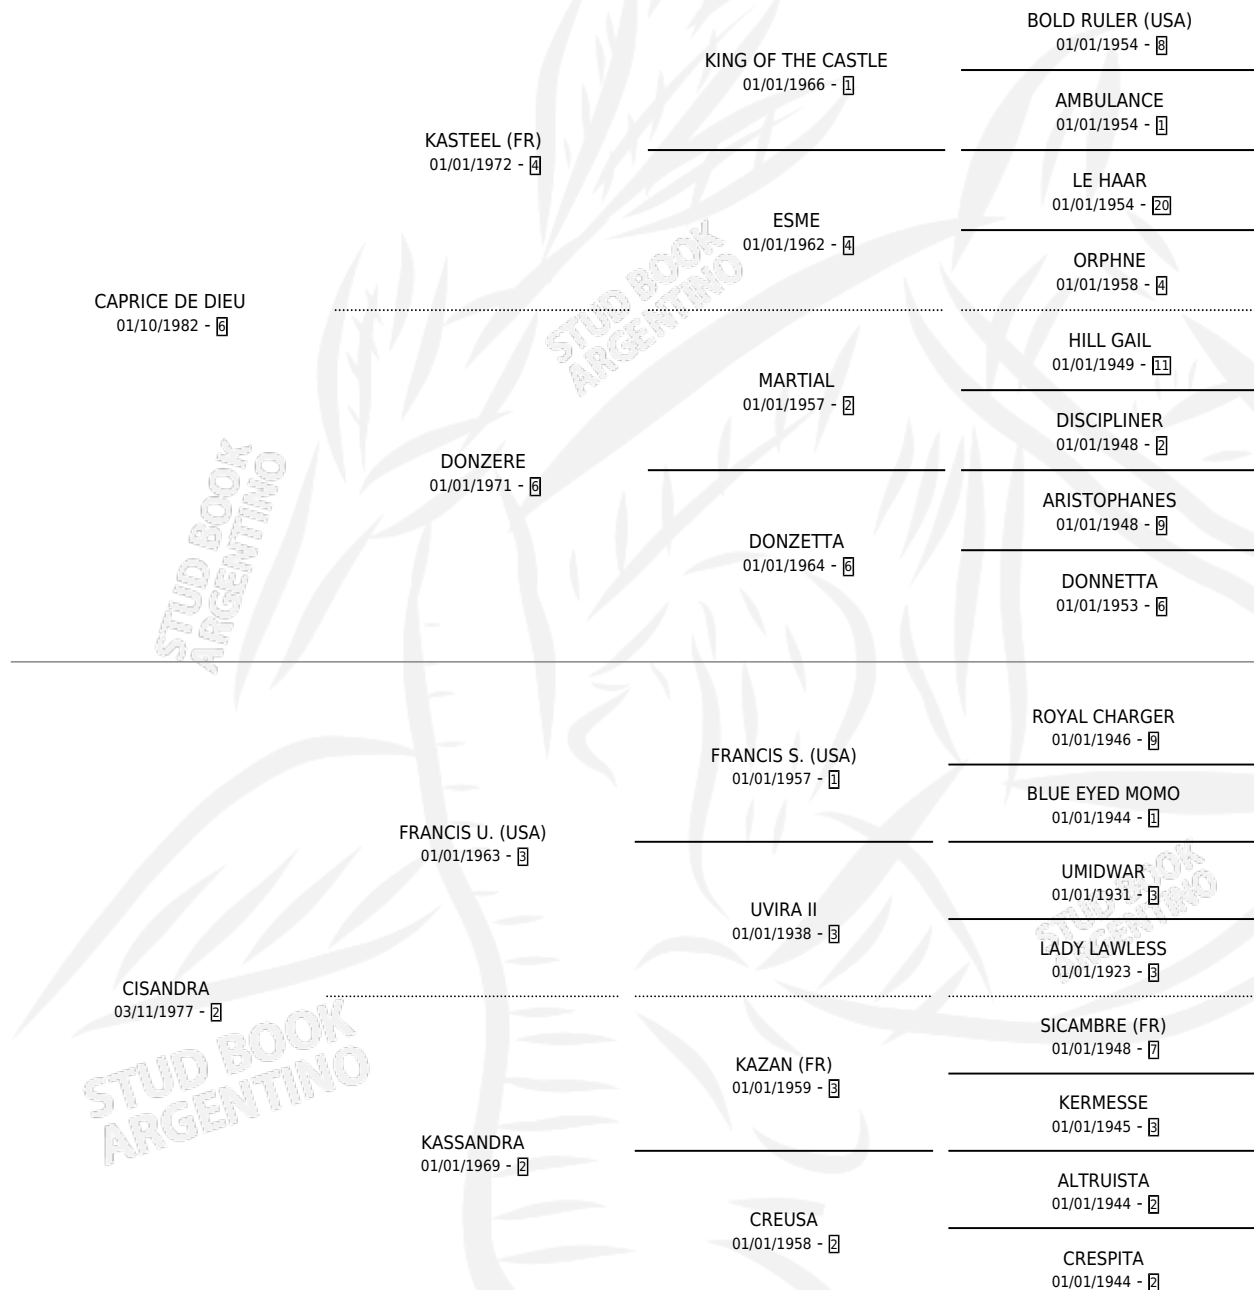 BOLD RULER (USA)
01/01/1954 - 8
KING OF THE CASTLE
01/01/1966 - 1
AMBULANCE
01/01/1954 - 1
KASTEEL (FR)
01/01/1972 - 4
LE HAAR
01/01/1954 - 20
ESME
01/01/1962 - 4
ORPHNE
01/01/1958 - 4
CAPRICE DE DIEU
01/10/1982 - 6
HILL GAIL
01/01/1949 - 11
MARTIAL
01/01/1957 - 2
DISCIPLINER
01/01/1948 - 2
DONZERE
01/01/1971 - 6
ARISTOPHANES
01/01/1948 - 9
DONZETTA
01/01/1964 - 6
DONNETTA
01/01/1953 - 6
STUD BOOK
ARGENTINO
STUD BOOK
ARGENTINO
ROYAL CHARGER
01/01/1946 - 9
FRANCIS S. (USA)
01/01/1957 - 1
BLUE EYED MOMO
01/01/1944 - 1
FRANCIS U. (USA)
01/01/1963 - 3
UMIDWAR
01/01/1931 - 3
UVIRA II
01/01/1938 - 3
LADY LAWLESS
01/01/1923 - 3
CISANDRA
03/11/1977 - 2
SICAMBRE (FR)
01/01/1948 - 7
KAZAN (FR)
01/01/1959 - 3
KERMESSE
01/01/1945 - 3
KASSANDRA
01/01/1969 - 2
ALTRUISTA
01/01/1944 - 2
CREUSA
01/01/1958 - 2
CRESPITA
01/01/1944 - 2
STUD BOOK
ARGENTINO
STUD BOOK
ARGENTINO